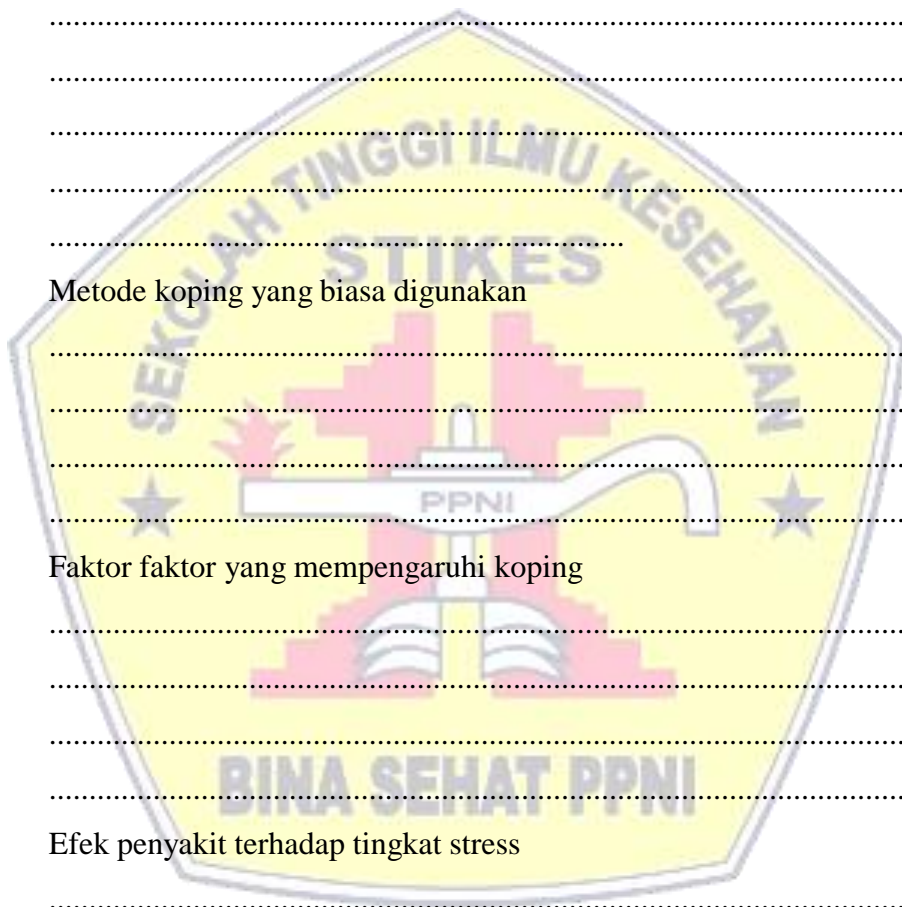 ................................................................................................................
................................................................................................................
................................................................................................................
................................................................................................................
.........................................................................
Metode koping yang biasa digunakan
................................................................................................................
................................................................................................................
................................................................................................................
................................................................................................................
Faktor faktor yang mempengaruhi koping
................................................................................................................
................................................................................................................
................................................................................................................
................................................................................................................
Efek penyakit terhadap tingkat stress
................................................................................................................
SEKOLAH TINGGI ILMU KESEHATAN
STIKES
PPNI
BINA SEHAT PPNI